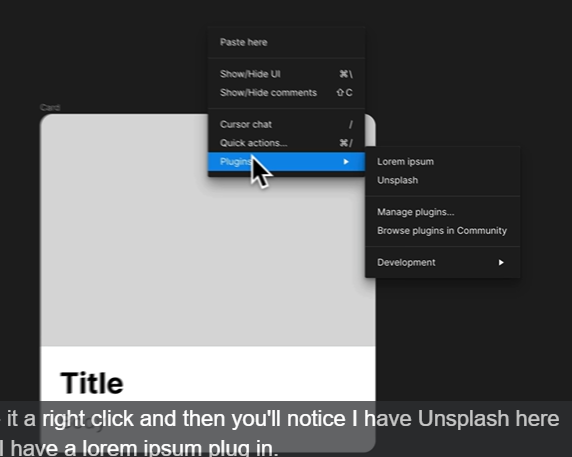 Paste here
Show/Hide UI ⌘\
Show/Hide comments ⇧C
Card
Cursor chat /
Quick actions... ⌘/
Plugins
Lorem ipsum
Unsplash
Manage plugins...
Browse plugins in Community
Development
Title
it a right click and then you'll notice I have Unsplash here
I have a lorem ipsum plug in.